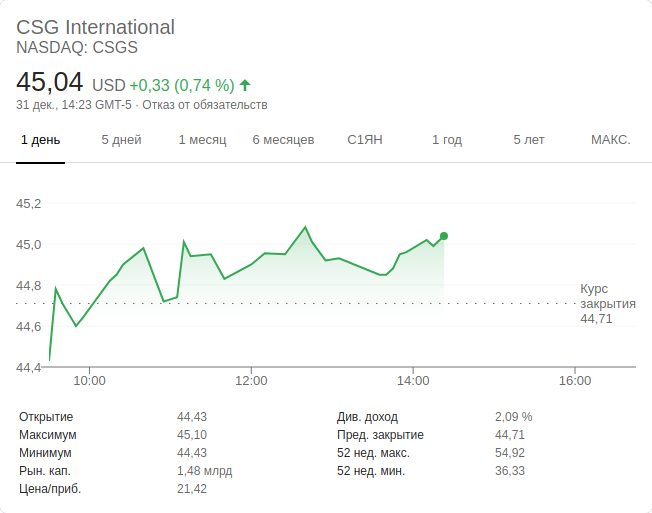 CSG International
NASDAQ: CSGS
45,04 USD +0,33 (0,74 %)
31 дек., 14:23 GMT-5 · Отказ от обязательств
1 день 5 дней 1 месяц 6 месяцев С1ЯН 1 год 5 лет МАКС.
45,2
45,0
44,8
44,6
44,4
Курс
закрытия
44,71
10:00 12:00 14:00 16:00
Открытие 44,43
Максимум 45,10
Минимум 44,43
Рын. кап. 1,48 млрд
Цена/приб. 21,42
Див. доход 2,09 %
Пред. закрытие 44,71
52 нед. макс. 54,92
52 нед. мин. 36,33